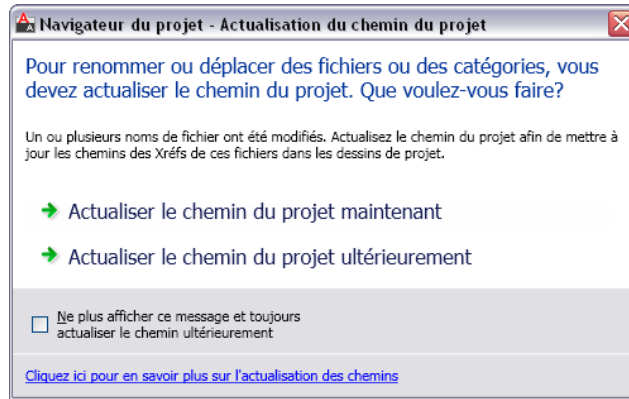 Navigateur du projet - Actualisation du chemin du projet
Pour renommer ou déplacer des fichiers ou des catégories, vous
devez actualiser le chemin du projet. Que voulez-vous faire?
Un ou plusieurs noms de fichier ont été modifiés. Actualisez le chemin du projet afin de mettre à
jour les chemins des Xréfs de ces fichiers dans les dessins de projet.
Actualiser le chemin du projet maintenant
Actualiser le chemin du projet ultérieurement
Ne plus afficher ce message et toujours
actualiser le chemin ultérieurement
Cliquez ici pour en savoir plus sur l'actualisation des chemins